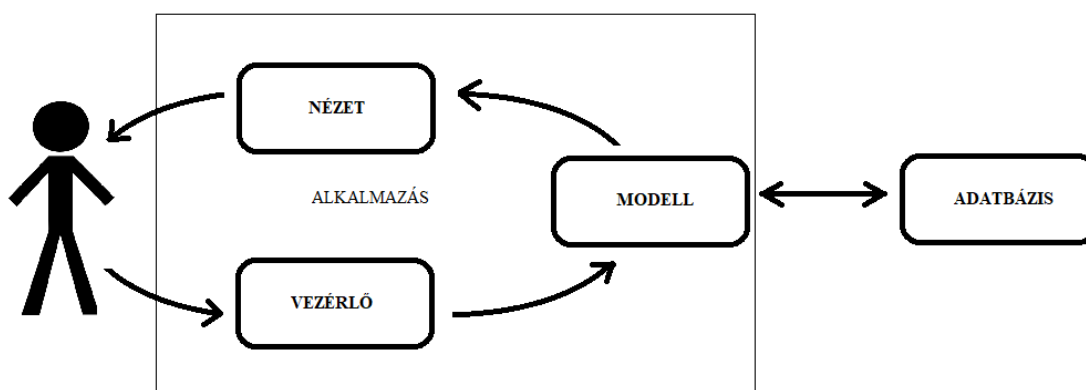 NÉZET
ALKALMAZÁS
MODELL
ADATBÁZIS
VEZÉRLŐ